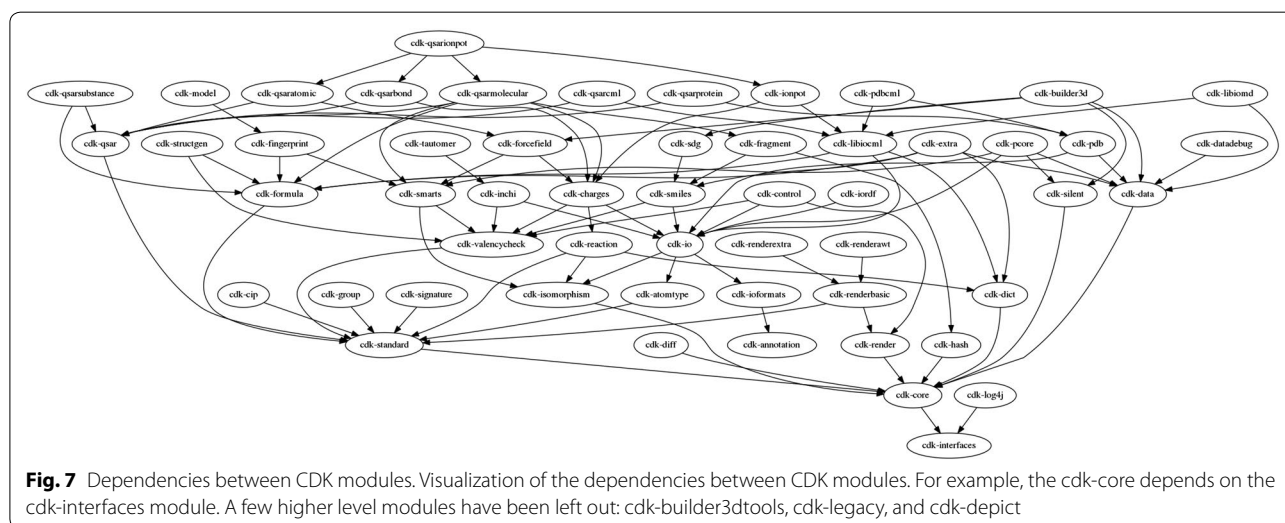 cdk-qsarionpot
cdk-qsarsubstance
cdk-model
cdk-qsaratomic
cdk-qsarbond
cdk-qsarmolecular
cdk-qsarcml
cdk-qsarprotein
cdk-ionpot
cdk-pdbcml
cdk-builder3d
cdk-libiomd
cdk-qsar
cdk-structgen
cdk-fingerprint
cdk-tautomer
cdk-forcefield
cdk-sdg
cdk-fragment
cdk-libiocml
cdk-extra
cdk-pcore
cdk-pdb
cdk-datadebug
cdk-formula
cdk-smarts
cdk-inchi
cdk-charges
cdk-smiles
cdk-control
cdk-iordf
cdk-silent
cdk-data
cdk-valencycheck
cdk-reaction
cdk-io
cdk-renderextra
cdk-renderawt
cdk-cip
cdk-group
cdk-signature
cdk-isomorphism
cdk-atomtype
cdk-ioformats
cdk-renderbasic
cdk-dict
cdk-standard
cdk-diff
cdk-annotation
cdk-render
cdk-hash
cdk-core
cdk-log4j
cdk-interfaces
Fig. 7 Dependencies between CDK modules. Visualization of the dependencies between CDK modules. For example, the cdk-core depends on the
cdk-interfaces module. A few higher level modules have been left out: cdk-builder3dtools, cdk-legacy, and cdk-depict